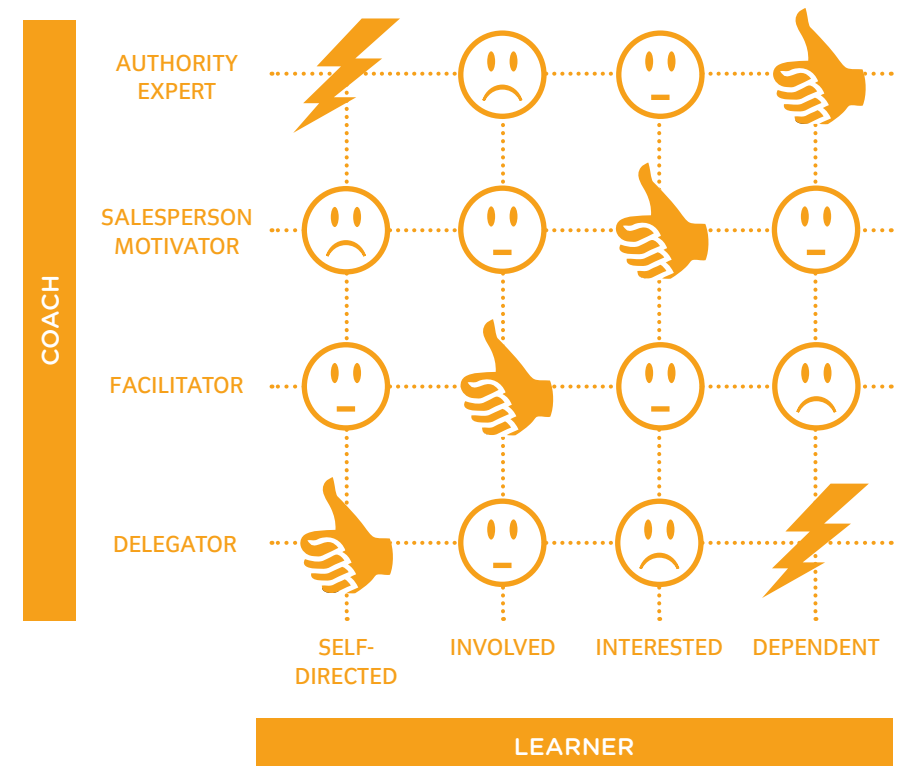 COACH
AUTHORITY
EXPERT
SALESPERSON
MOTIVATOR
FACILITATOR
DELEGATOR
SELF-
DIRECTED
INVOLVED
INTERESTED
DEPENDENT
LEARNER